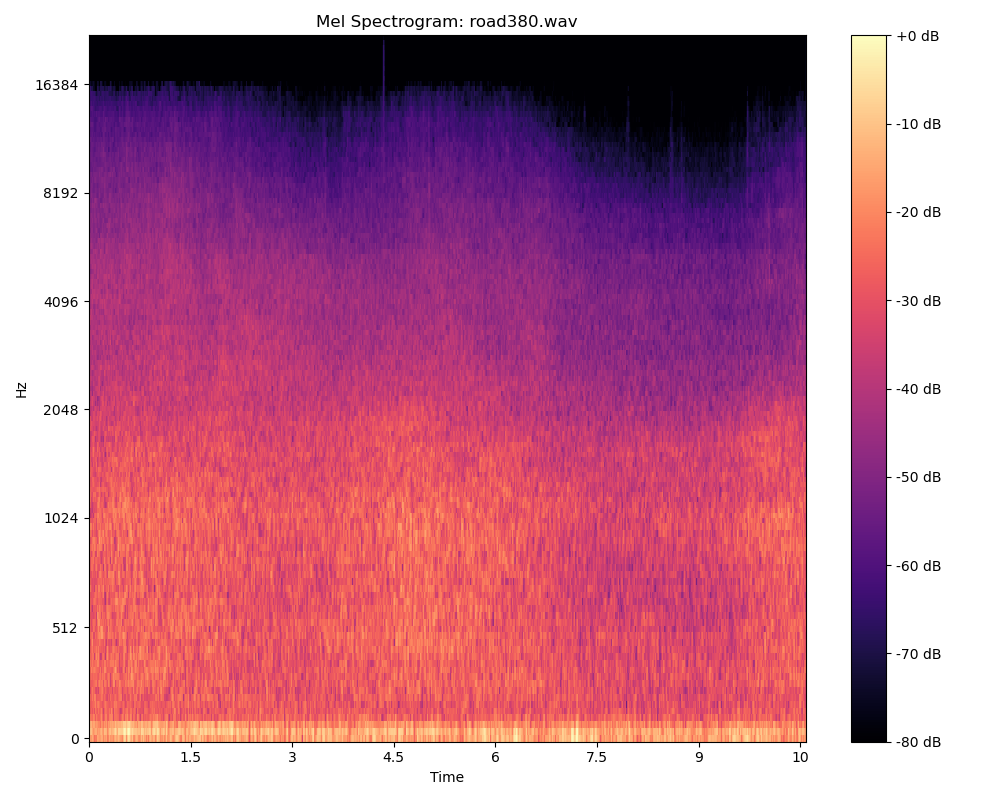 Mel Spectrogram: road380.wav
+0 dB
16384
-10 dB
8192
-20 dB
4096
-30 dB
Hz
2048
-40 dB
-50 dB
1024
-60 dB
512
-70 dB
0
-80 dB
0 1.5 3 4.5 6 7.5 9 10
Time